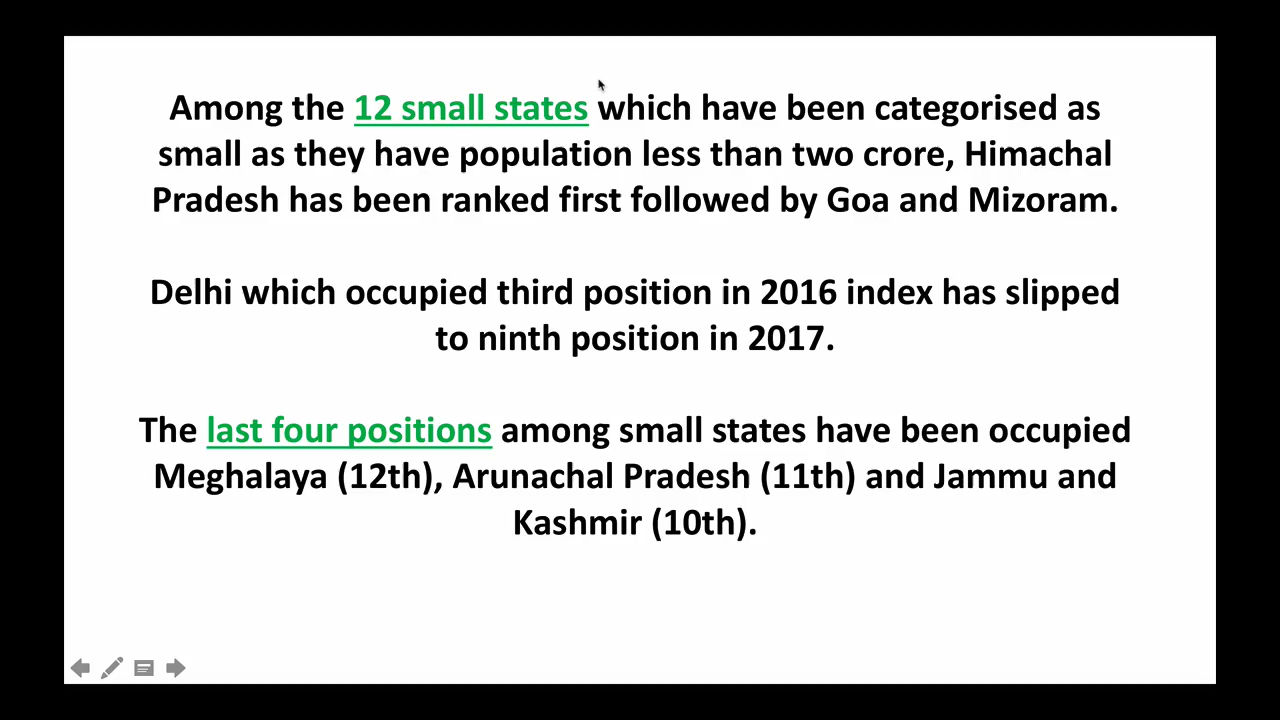 Among the 12 small states which have been categorised as
small as they have population less than two crore, Himachal
Pradesh has been ranked first followed by Goa and Mizoram.
Delhi which occupied third position in 2016 index has slipped
to ninth position in 2017.
The last four positions among small states have been occupied
Meghalaya (12th), Arunachal Pradesh (11th) and Jammu and
Kashmir (10th).